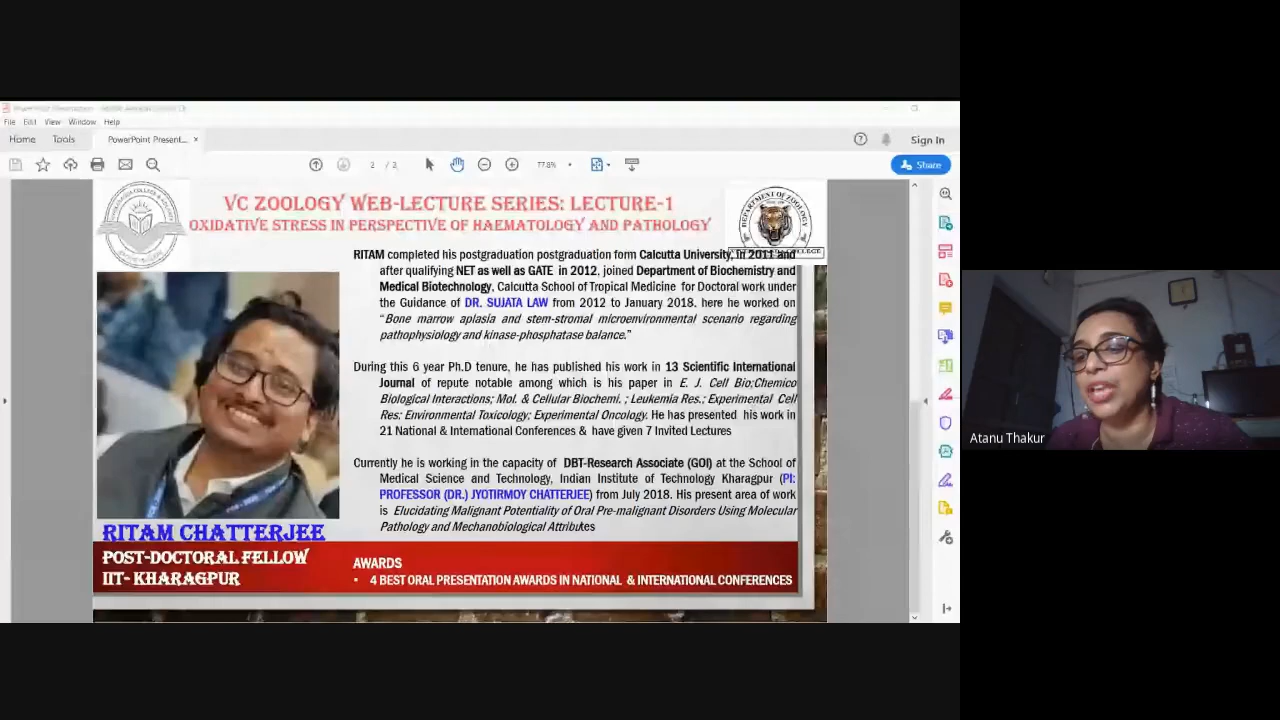 File Edit View Window Help
Home Tools PowerPoint Present... ×
Sign In
2 / 2
77.8%
Share
VC ZOOLOGY WEB-LECTURE SERIES: LECTURE-1
OXIDATIVE STRESS IN PERSPECTIVE OF HAEMATOLOGY AND PATHOLOGY
DEPARTMENT OF ZOOLOGY
RITAM completed his postgraduation postgraduation form Calcutta University, in 2011 and
after qualifying NET as well as GATE in 2012, joined Department of Biochemistry and
Medical Biotechnology, Calcutta School of Tropical Medicine for Doctoral work under
the Guidance of DR. SUJATA LAW from 2012 to January 2018. here he worked on
“Bone marrow aplasia and stem-stromal microenvironmental scenario regarding
pathophysiology and kinase-phosphatase balance.”
During this 6 year Ph.D tenure, he has published his work in 13 Scientific International
Journal of repute notable among which is his paper in E. J. Cell Bio;Chemico
Biological Interactions; Mol. & Cellular Biochemi. ; Leukemia Res.; Experimental Cell
Res; Environmental Toxicology; Experimental Oncology. He has presented his work in
21 National & International Conferences & have given 7 Invited Lectures
Currently he is working in the capacity of DBT-Research Associate (GOI) at the School of
Medical Science and Technology, Indian Institute of Technology Kharagpur (PI:
PROFESSOR (DR.) JYOTIRMOY CHATTERJEE) from July 2018. His present area of work
is Elucidating Malignant Potentiality of Oral Pre-malignant Disorders Using Molecular
Pathology and Mechanobiological Attributes
RITAM CHATTERJEE
POST-DOCTORAL FELLOW
IIT- KHARAGPUR
AWARDS
• 4 BEST ORAL PRESENTATION AWARDS IN NATIONAL & INTERNATIONAL CONFERENCES
Atanu Thakur